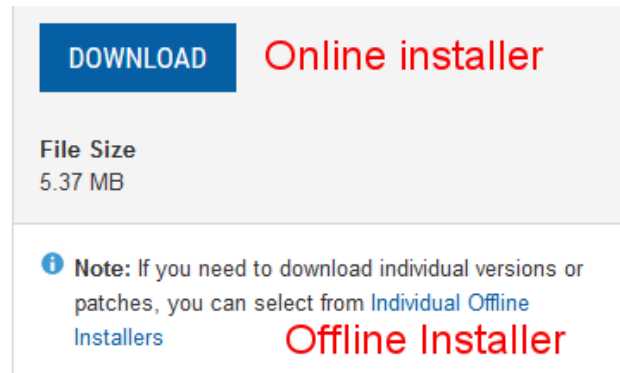 DOWNLOAD Online installer
File Size
5.37 MB
Note: If you need to download individual versions or
patches, you can select from Individual Offline
Installers Offline Installer